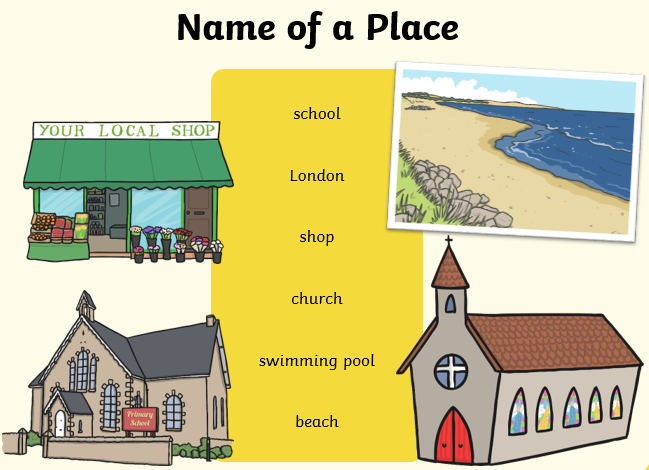 Name of a Place
school
London
shop
church
swimming pool
beach
YOUR LOCAL SHOP
Primary
School